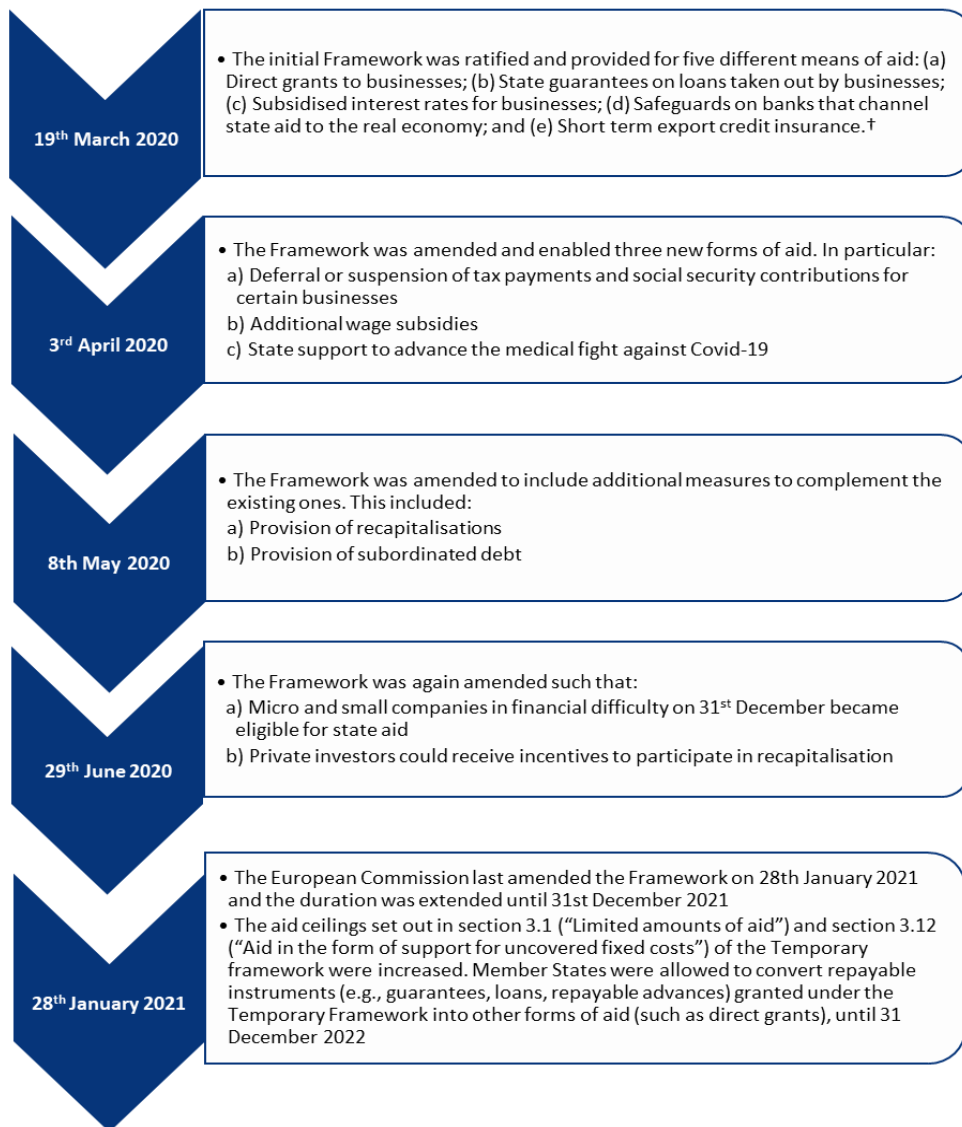 19th March 2020
• The initial Framework was ratified and provided for five different means of aid: (a)
Direct grants to businesses; (b) State guarantees on loans taken out by businesses;
(c) Subsidised interest rates for businesses; (d) Safeguards on banks that channel
state aid to the real economy; and (e) Short term export credit insurance.†
3rd April 2020
• The Framework was amended and enabled three new forms of aid. In particular:
a) Deferral or suspension of tax payments and social security contributions for
certain businesses
b) Additional wage subsidies
c) State support to advance the medical fight against Covid-19
8th May 2020
• The Framework was amended to include additional measures to complement the
existing ones. This included:
a) Provision of recapitalisations
b) Provision of subordinated debt
29th June 2020
• The Framework was again amended such that:
a) Micro and small companies in financial difficulty on 31st December became
eligible for state aid
b) Private investors could receive incentives to participate in recapitalisation
28th January 2021
• The European Commission last amended the Framework on 28th January 2021
and the duration was extended until 31st December 2021
• The aid ceilings set out in section 3.1 (“Limited amounts of aid”) and section 3.12
(“Aid in the form of support for uncovered fixed costs”) of the Temporary
framework were increased. Member States were allowed to convert repayable
instruments (e.g., guarantees, loans, repayable advances) granted under the
Temporary Framework into other forms of aid (such as direct grants), until 31
December 2022